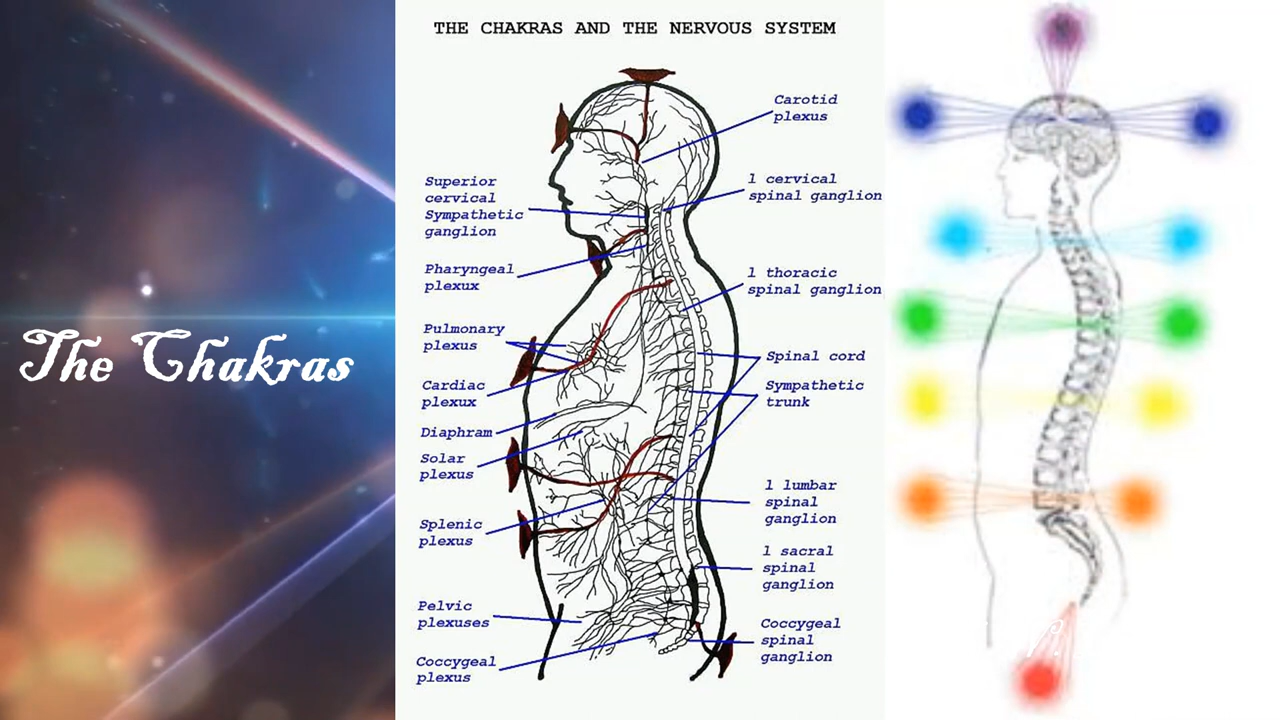 The Chakras
THE CHAKRAS AND THE NERVOUS SYSTEM
Superior
cervical
Sympathetic
ganglion
Pharyngeal
plexux
Pulmonary
plexus
Cardiac
plexux
Diaphram
Solar
plexus
Splenic
plexus
Pelvic
plexuses
Coccygeal
plexus
Carotid
plexus
1 cervical
spinal ganglion
1 thoracic
spinal ganglion
Spinal cord
Sympathetic
trunk
1 lumbar
spinal
ganglion
1 sacral
spinal
ganglion
Coccygeal
spinal
ganglion